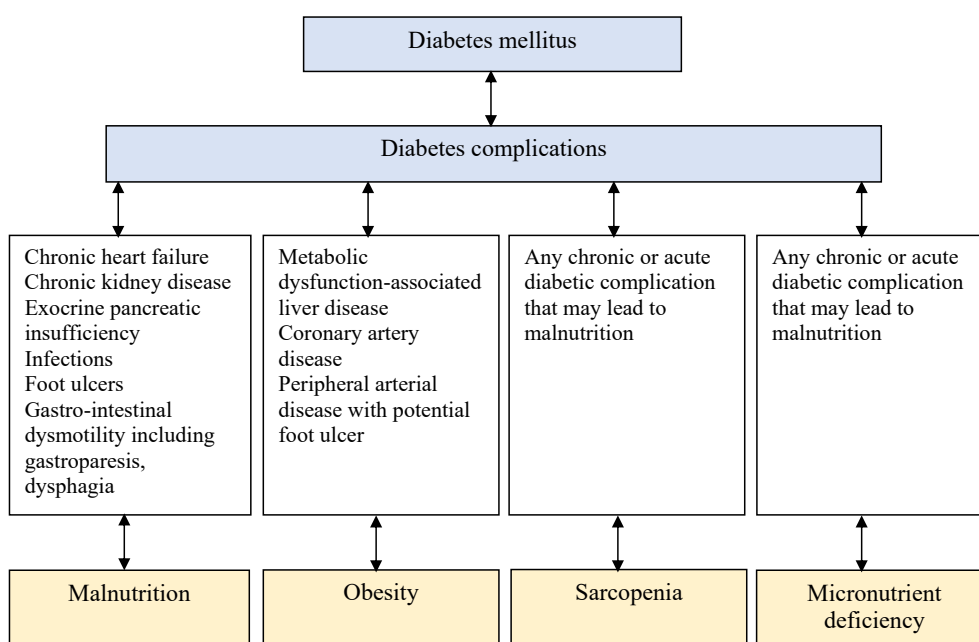 Diabetes mellitus
Diabetes complications
Chronic heart failure
Chronic kidney disease
Exocrine pancreatic
insufficiency
Infections
Foot ulcers
Gastro-intestinal
dysmotility including
gastroparesis,
dysphagia
Metabolic
dysfunction-associated
liver disease
Coronary artery
disease
Peripheral arterial
disease with potential
foot ulcer
Any chronic or acute
diabetic complication
that may lead to
malnutrition
Any chronic or acute
diabetic complication
that may lead to
malnutrition
Malnutrition
Obesity
Sarcopenia
Micronutrient
deficiency